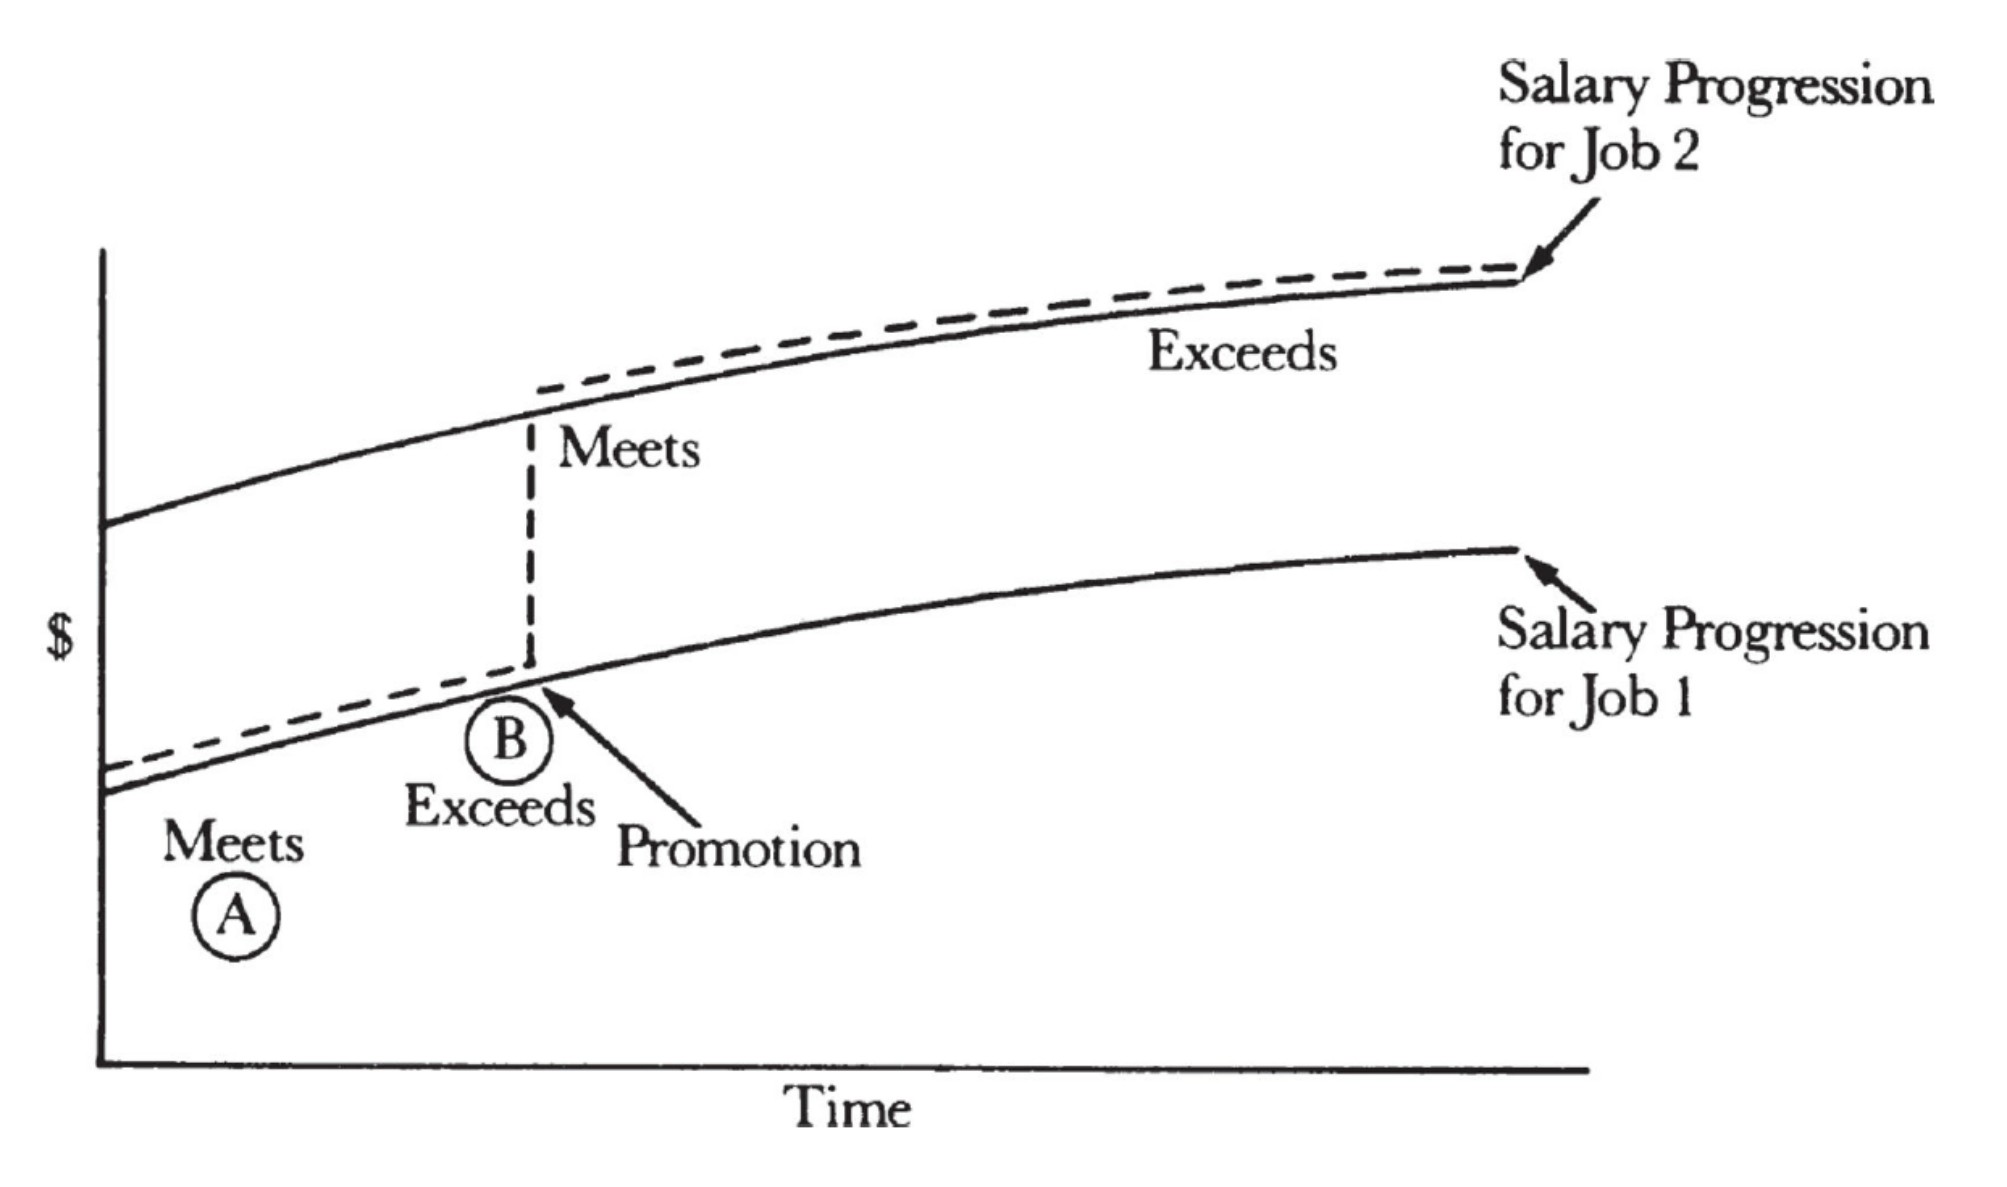 Salary Progression
for Job 2
Exceeds
Meets
$
Salary Progression
for Job 1
B
Exceeds
Promotion
Meets
A
Time